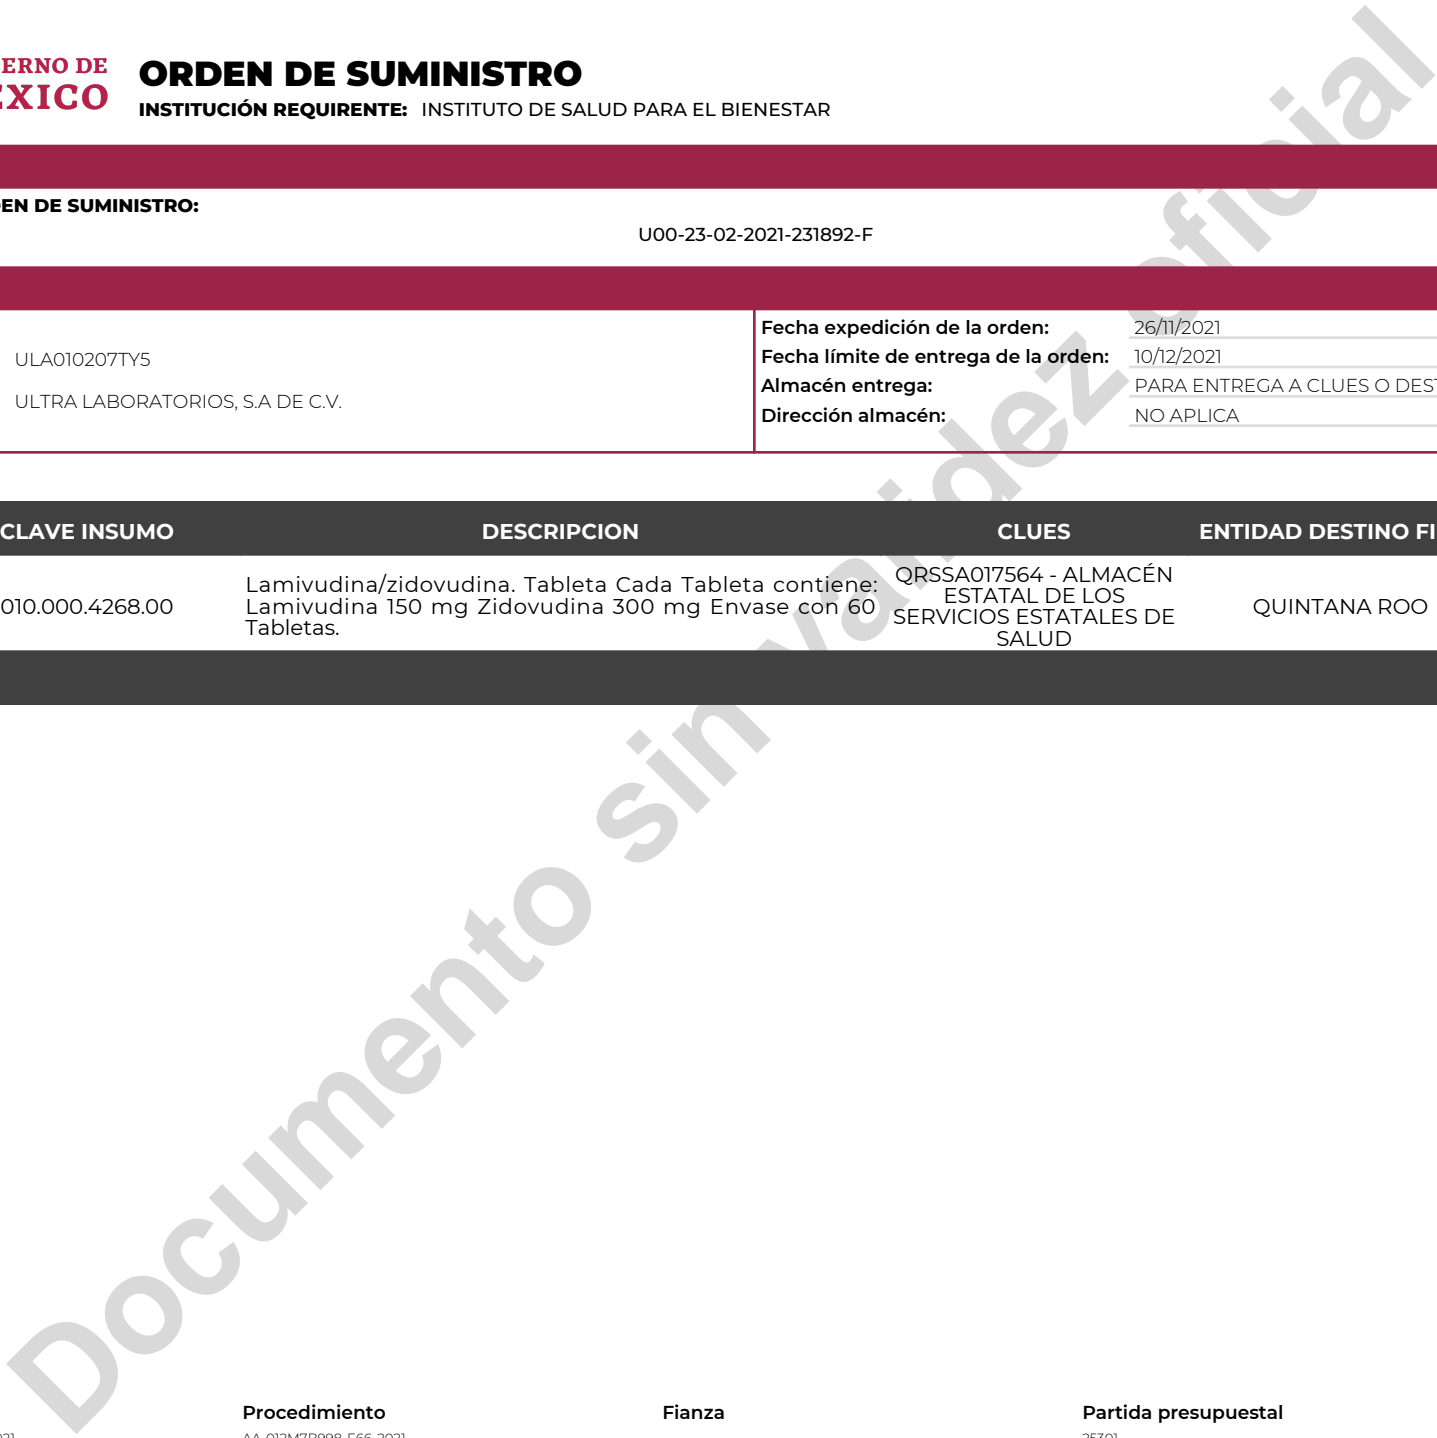 ERNO DE
ORDEN DE SUMINISTRO
INSTITUCIÓN REQUIRENTE: INSTITUTO DE SALUD PARA EL BIENESTAR
EN DE SUMINISTRO:
U00-23-02-2021-231892-F
ULA010207TY5
ULTRA LABORATORIOS, S.A DE C.V.
Fecha expedición de la orden: 26/11/2021
Fecha límite de entrega de la orden: 10/12/2021
Almacén entrega: PARA ENTREGA A CLUES O DEST
Dirección almacén: NO APLICA
CLAVE INSUMO DESCRIPCION CLUES ENTIDAD DESTINO FI
010.000.4268.00
Lamivudina/zidovudina. Tableta Cada Tableta contiene:
Lamivudina 150 mg Zidovudina 300 mg Envase con 60
Tabletas.
QRSSA017564 - ALMACÉN
ESTATAL DE LOS
SERVICIOS ESTATALES DE
SALUD
QUINTANA ROO
Documento sin validez oficial
Procedimiento Fianza Partida presupuestal